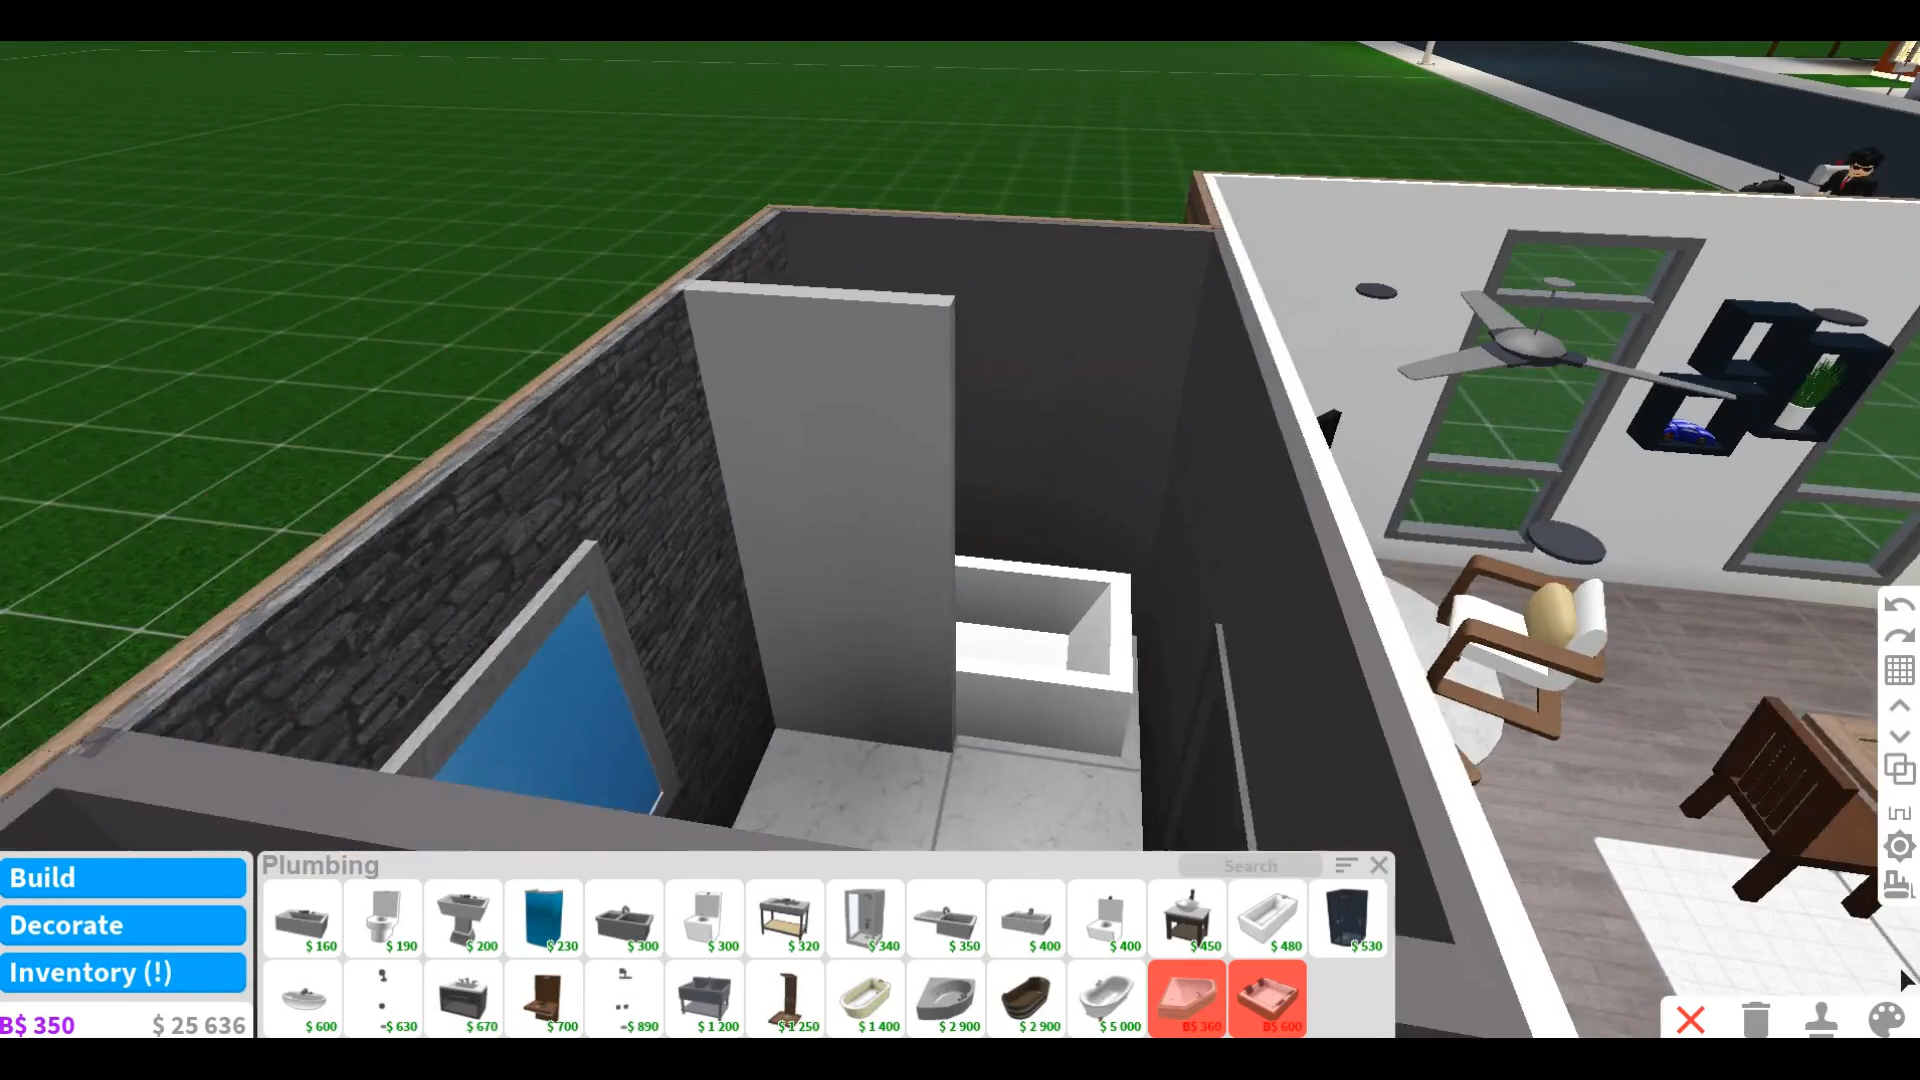 Build
Decorate
Inventory (!)
B$ 350
$ 25 636
Plumbing
Search
$ 160
$ 190
$ 200
$ 230
$ 300
$ 300
$ 320
$ 340
$ 350
$ 400
$ 400
$ 450
$ 480
$ 530
$ 600
~$ 630
$ 670
$ 700
~$ 890
$ 1 200
$ 1 250
$ 1 400
$ 2 900
$ 2 900
$ 5 000
B$ 360
B$ 600